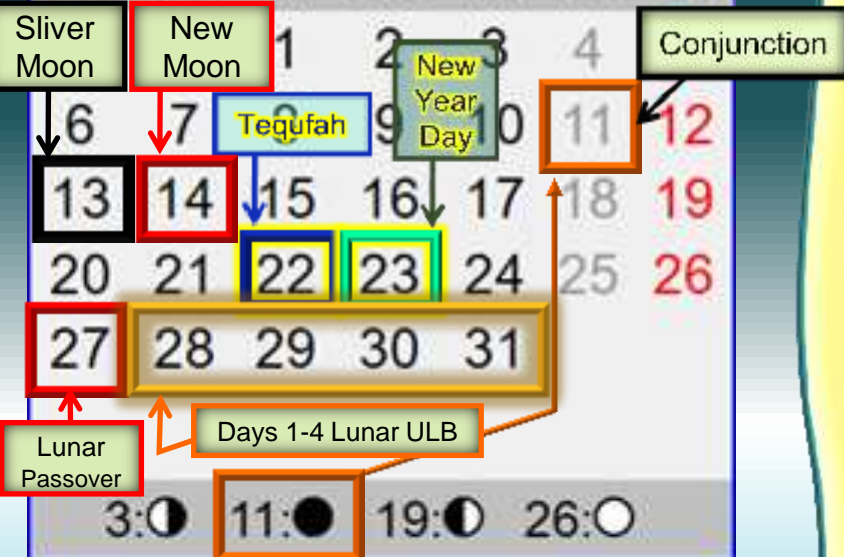 Sliver Moon
New Moon
1 2 3 4
New Year Day
Conjunction
6 7 8 9 10 11 12
Tequfah
13 14 15 16 17 18 19
20 21 22 23 24 25 26
27 28 29 30 31
Lunar Passover
Days 1-4 Lunar ULB
3: 11: 19: 26: